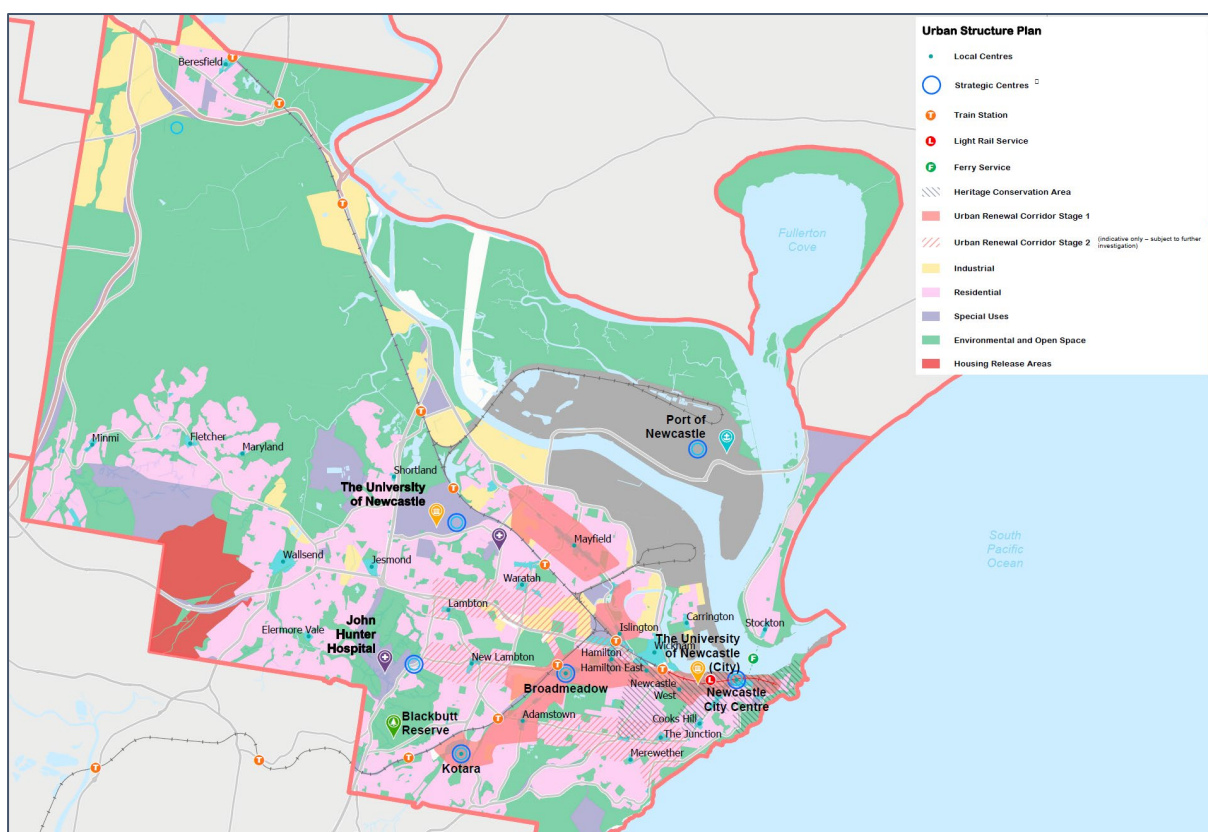 Urban Structure Plan
Local Centres
Strategic Centres
T Train Station
L Light Rail Service
F Ferry Service
Heritage Conservation Area
Urban Renewal Corridor Stage 1
Urban Renewal Corridor Stage 2 (indicative only – subject to further
investigation)
Industrial
Residential
Special Uses
Environmental and Open Space
Housing Release Areas
Beresfield
T
T
T
Fullerton
Cove
T
Port of
Newcastle
Minmi
Fletcher
Maryland
Shortland
The University
of Newcastle
T
South
Pacific
Ocean
Mayfield
Wallsend
Jesmond
T
Waratah
Lambton
Carrington
Stockton
Islington
Elermore Vale
John
Hunter
Hospital
T
Hamilton
Wickham
The University
of Newcastle
(City)
F
New Lambton
T
Hamilton East
T
Broadmeadow
Newcastle
West
L
Newcastle
City Centre
Blackbutt
Reserve
T
Adamstown
Cooks Hill
The Junction
Kotara
T
Merewether
T
T